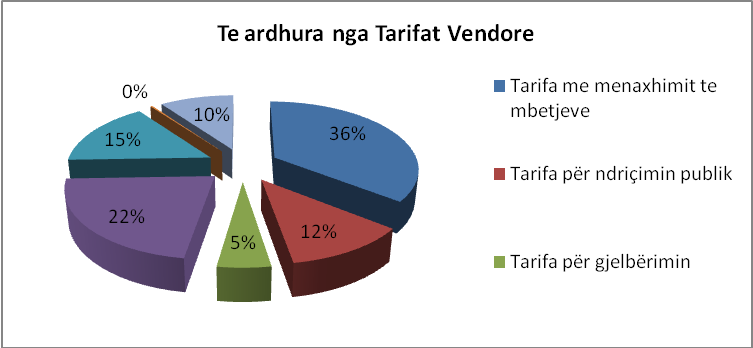 Te ardhura nga Tarifat Vendore
0%
10%
36%
15%
22%
5%
12%
Tarifa me menaxhimit te
mbetjeve
Tarifa për ndriçimin publik
Tarifa për gjelbërimin